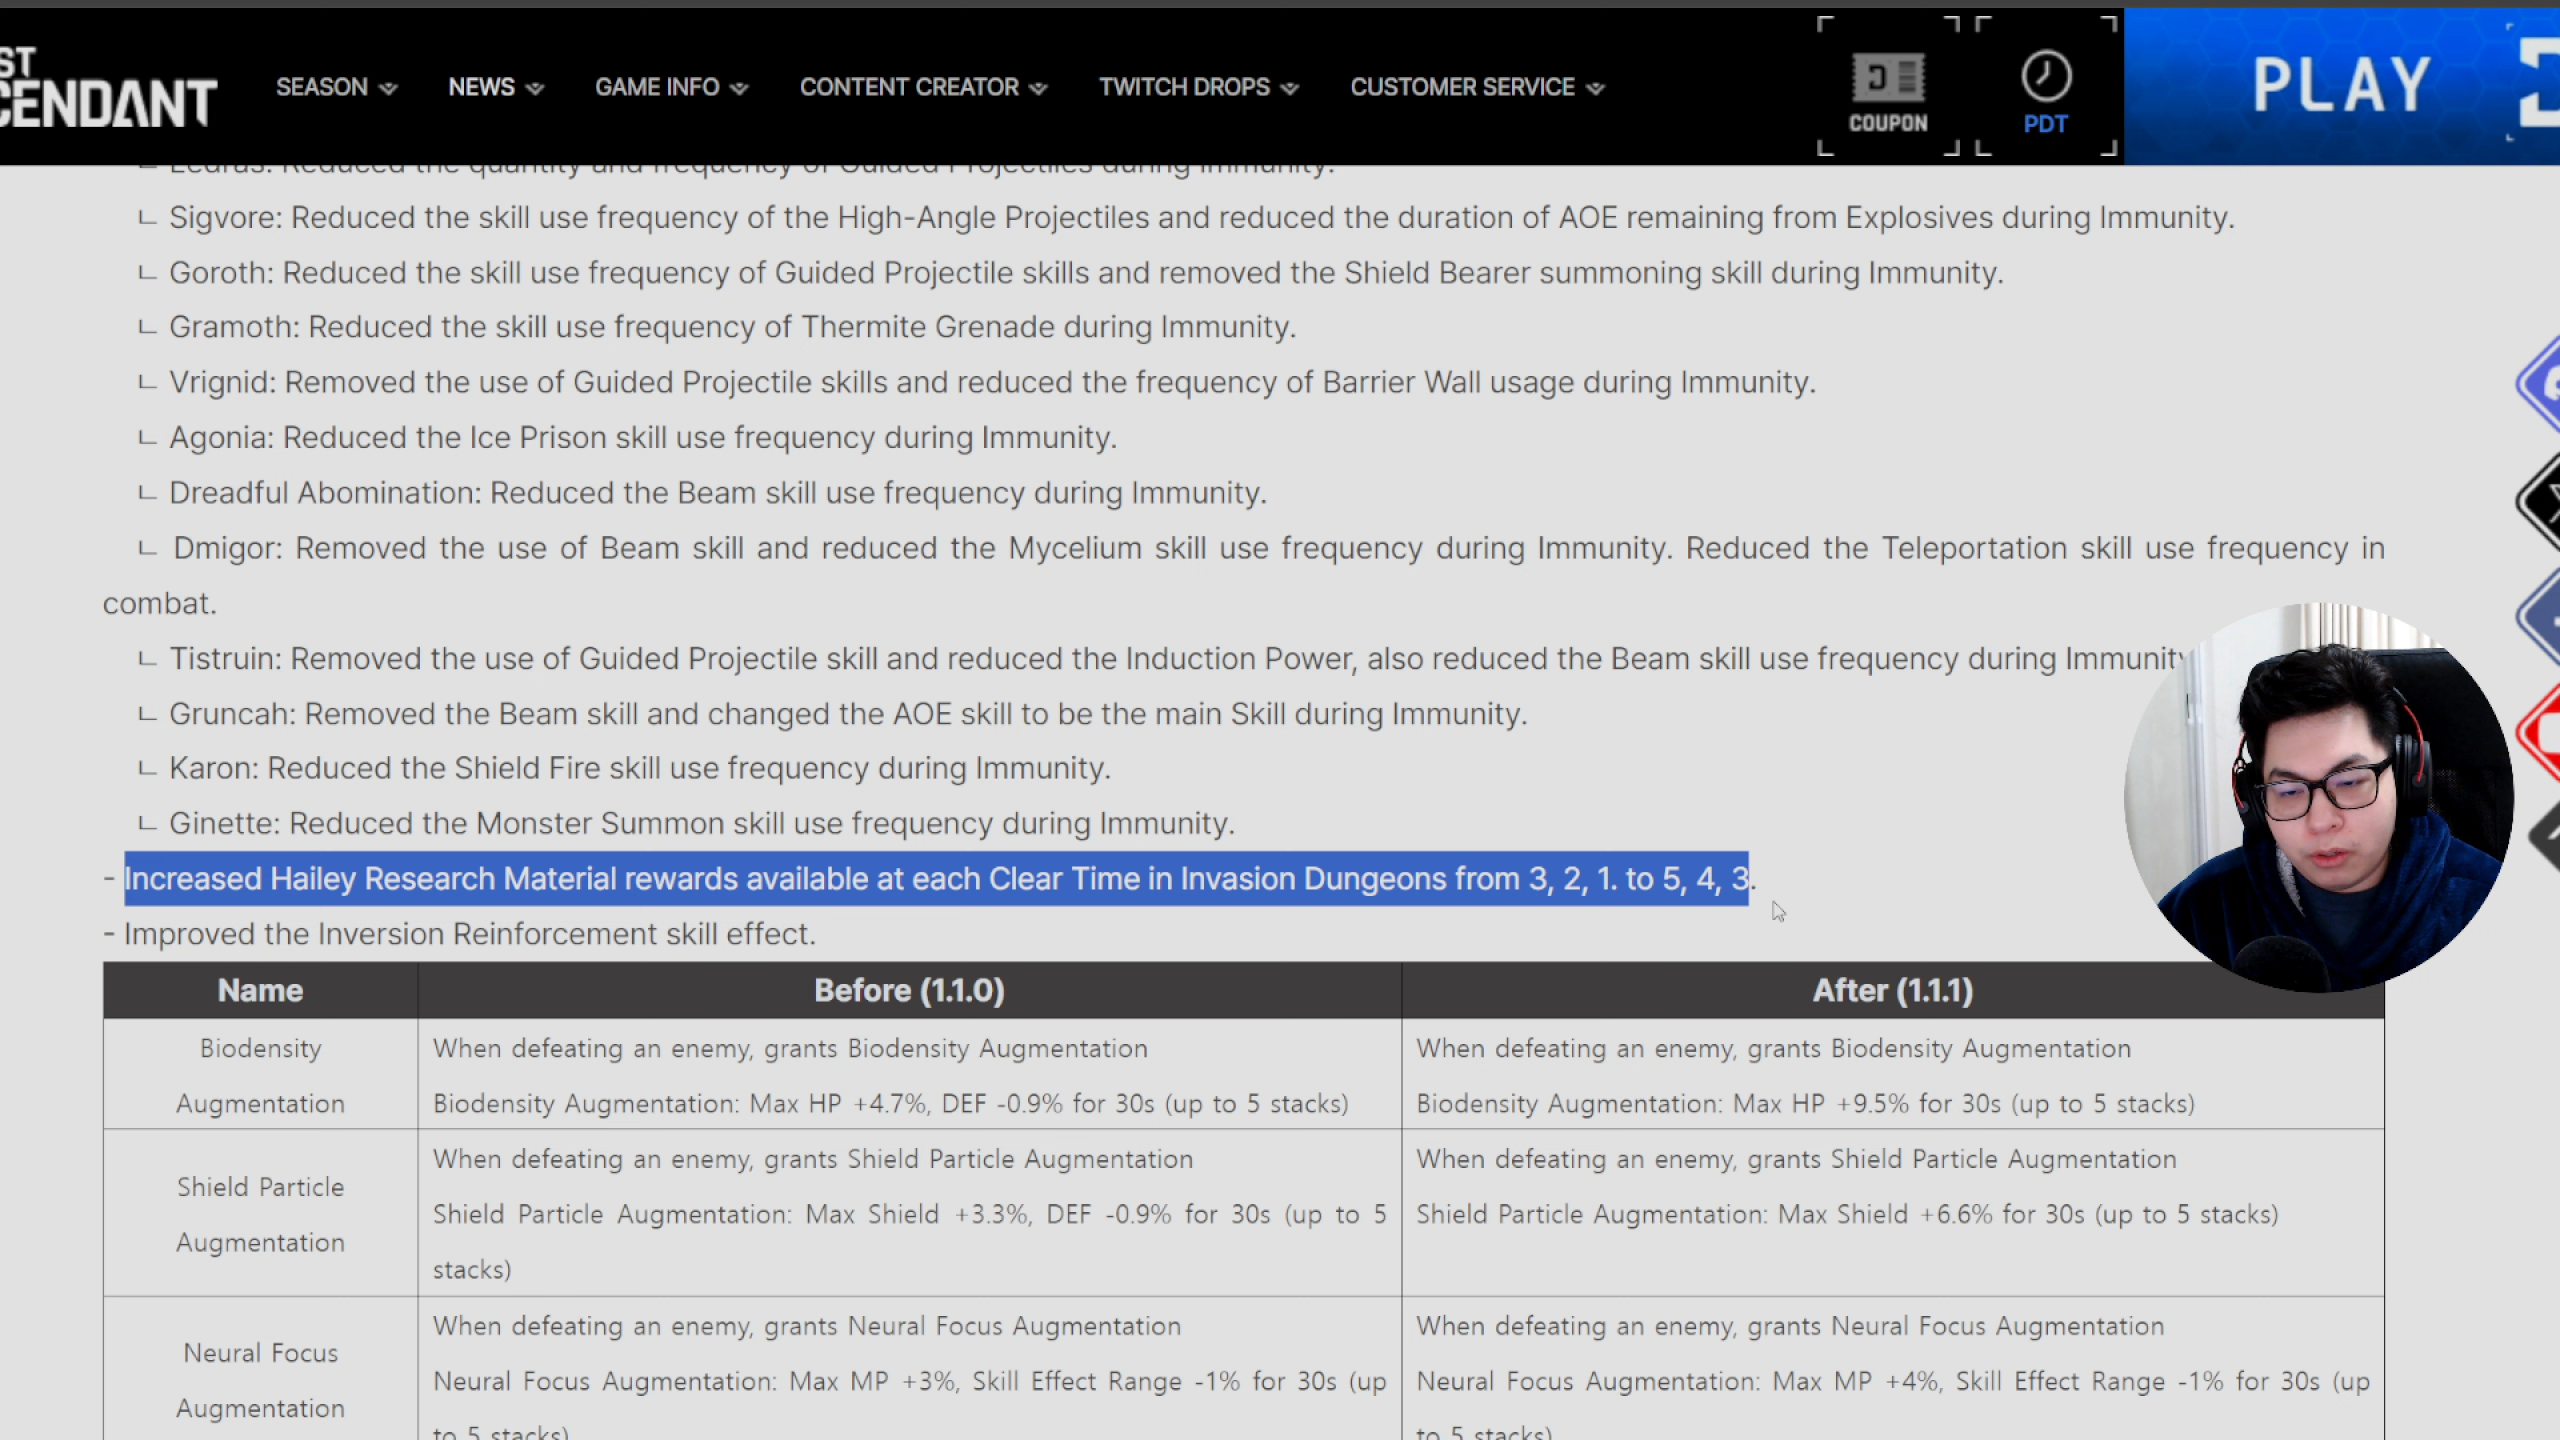 ST
CENDANT
SEASON
NEWS
GAME INFO
CONTENT CREATOR
TWITCH DROPS
CUSTOMER SERVICE
COUPON
PDT
PLAY
ㄴ Ledras: Reduced the quantity and frequency of Guided Projectiles during Immunity.
ㄴ Sigvore: Reduced the skill use frequency of the High-Angle Projectiles and reduced the duration of AOE remaining from Explosives during Immunity.
ㄴ Goroth: Reduced the skill use frequency of Guided Projectile skills and removed the Shield Bearer summoning skill during Immunity.
ㄴ Gramoth: Reduced the skill use frequency of Thermite Grenade during Immunity.
ㄴ Vrignid: Removed the use of Guided Projectile skills and reduced the frequency of Barrier Wall usage during Immunity.
ㄴ Agonia: Reduced the Ice Prison skill use frequency during Immunity.
ㄴ Dreadful Abomination: Reduced the Beam skill use frequency during Immunity.
ㄴ Dmigor: Removed the use of Beam skill and reduced the Mycelium skill use frequency during Immunity. Reduced the Teleportation skill use frequency in
combat.
ㄴ Tistruin: Removed the use of Guided Projectile skill and reduced the Induction Power, also reduced the Beam skill use frequency during Immunity
ㄴ Gruncah: Removed the Beam skill and changed the AOE skill to be the main Skill during Immunity.
ㄴ Karon: Reduced the Shield Fire skill use frequency during Immunity.
ㄴ Ginette: Reduced the Monster Summon skill use frequency during Immunity.
- Increased Hailey Research Material rewards available at each Clear Time in Invasion Dungeons from 3, 2, 1. to 5, 4, 3.
- Improved the Inversion Reinforcement skill effect.
Name
Before (1.1.0)
After (1.1.1)
Biodensity
Augmentation
When defeating an enemy, grants Biodensity Augmentation
Biodensity Augmentation: Max HP +4.7%, DEF -0.9% for 30s (up to 5 stacks)
When defeating an enemy, grants Biodensity Augmentation
Biodensity Augmentation: Max HP +9.5% for 30s (up to 5 stacks)
Shield Particle
Augmentation
When defeating an enemy, grants Shield Particle Augmentation
Shield Particle Augmentation: Max Shield +3.3%, DEF -0.9% for 30s (up to 5
stacks)
When defeating an enemy, grants Shield Particle Augmentation
Shield Particle Augmentation: Max Shield +6.6% for 30s (up to 5 stacks)
Neural Focus
Augmentation
When defeating an enemy, grants Neural Focus Augmentation
Neural Focus Augmentation: Max MP +3%, Skill Effect Range -1% for 30s (up
to 5 stacks)
When defeating an enemy, grants Neural Focus Augmentation
Neural Focus Augmentation: Max MP +4%, Skill Effect Range -1% for 30s (up
to 5 stacks)